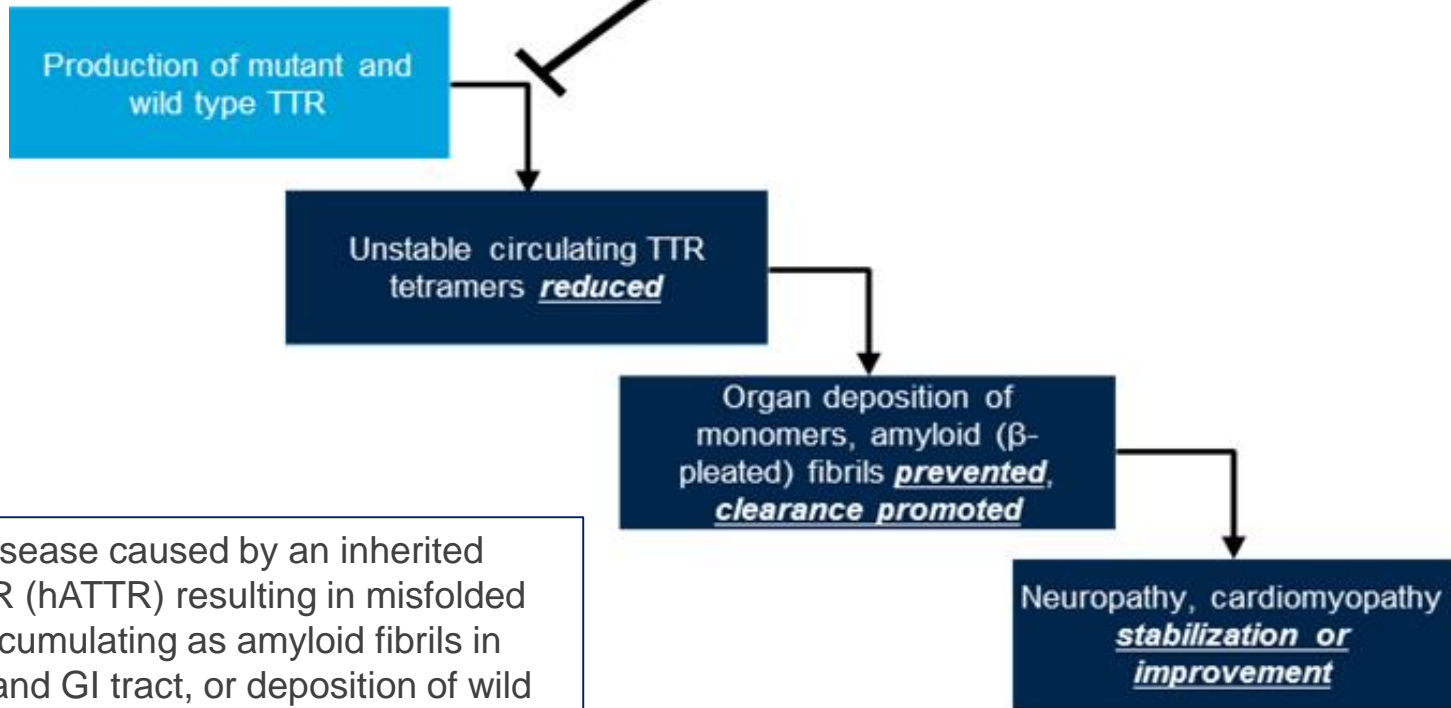 Production of mutant and
wild type TTR
Unstable circulating TTR
tetramers reduced
Organ deposition of
monomers, amyloid (β-
pleated) fibrils prevented,
clearance promoted
Neuropathy, cardiomyopathy
stabilization or
improvement
caused by an inherited
(hATTR) resulting in misfolded
as amyloid fibrils in
and GI tract, or deposition of wild